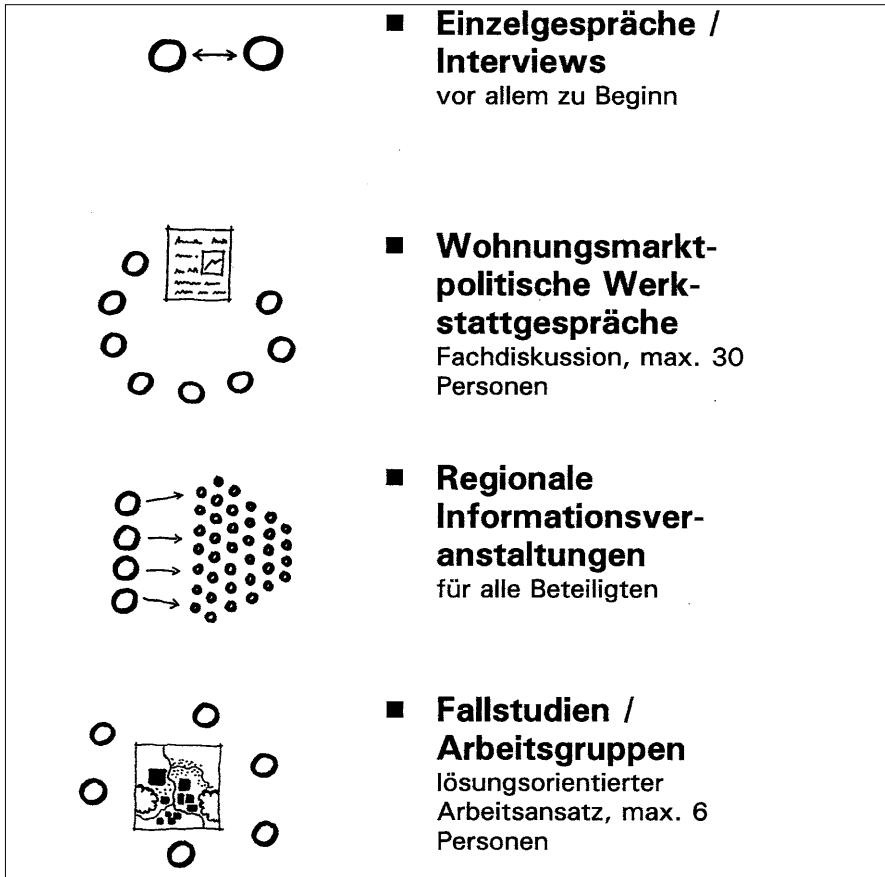 ■ Einzelgespräche /
Interviews
vor allem zu Beginn
■ Wohnungsmarkt-
politische Werk-
stattgespräche
Fachdiskussion, max. 30
Personen
■ Regionale
Informationsver-
anstaltungen
für alle Beteiligten
■ Fallstudien /
Arbeitsgruppen
lösungsorientierter
Arbeitsansatz, max. 6
Personen